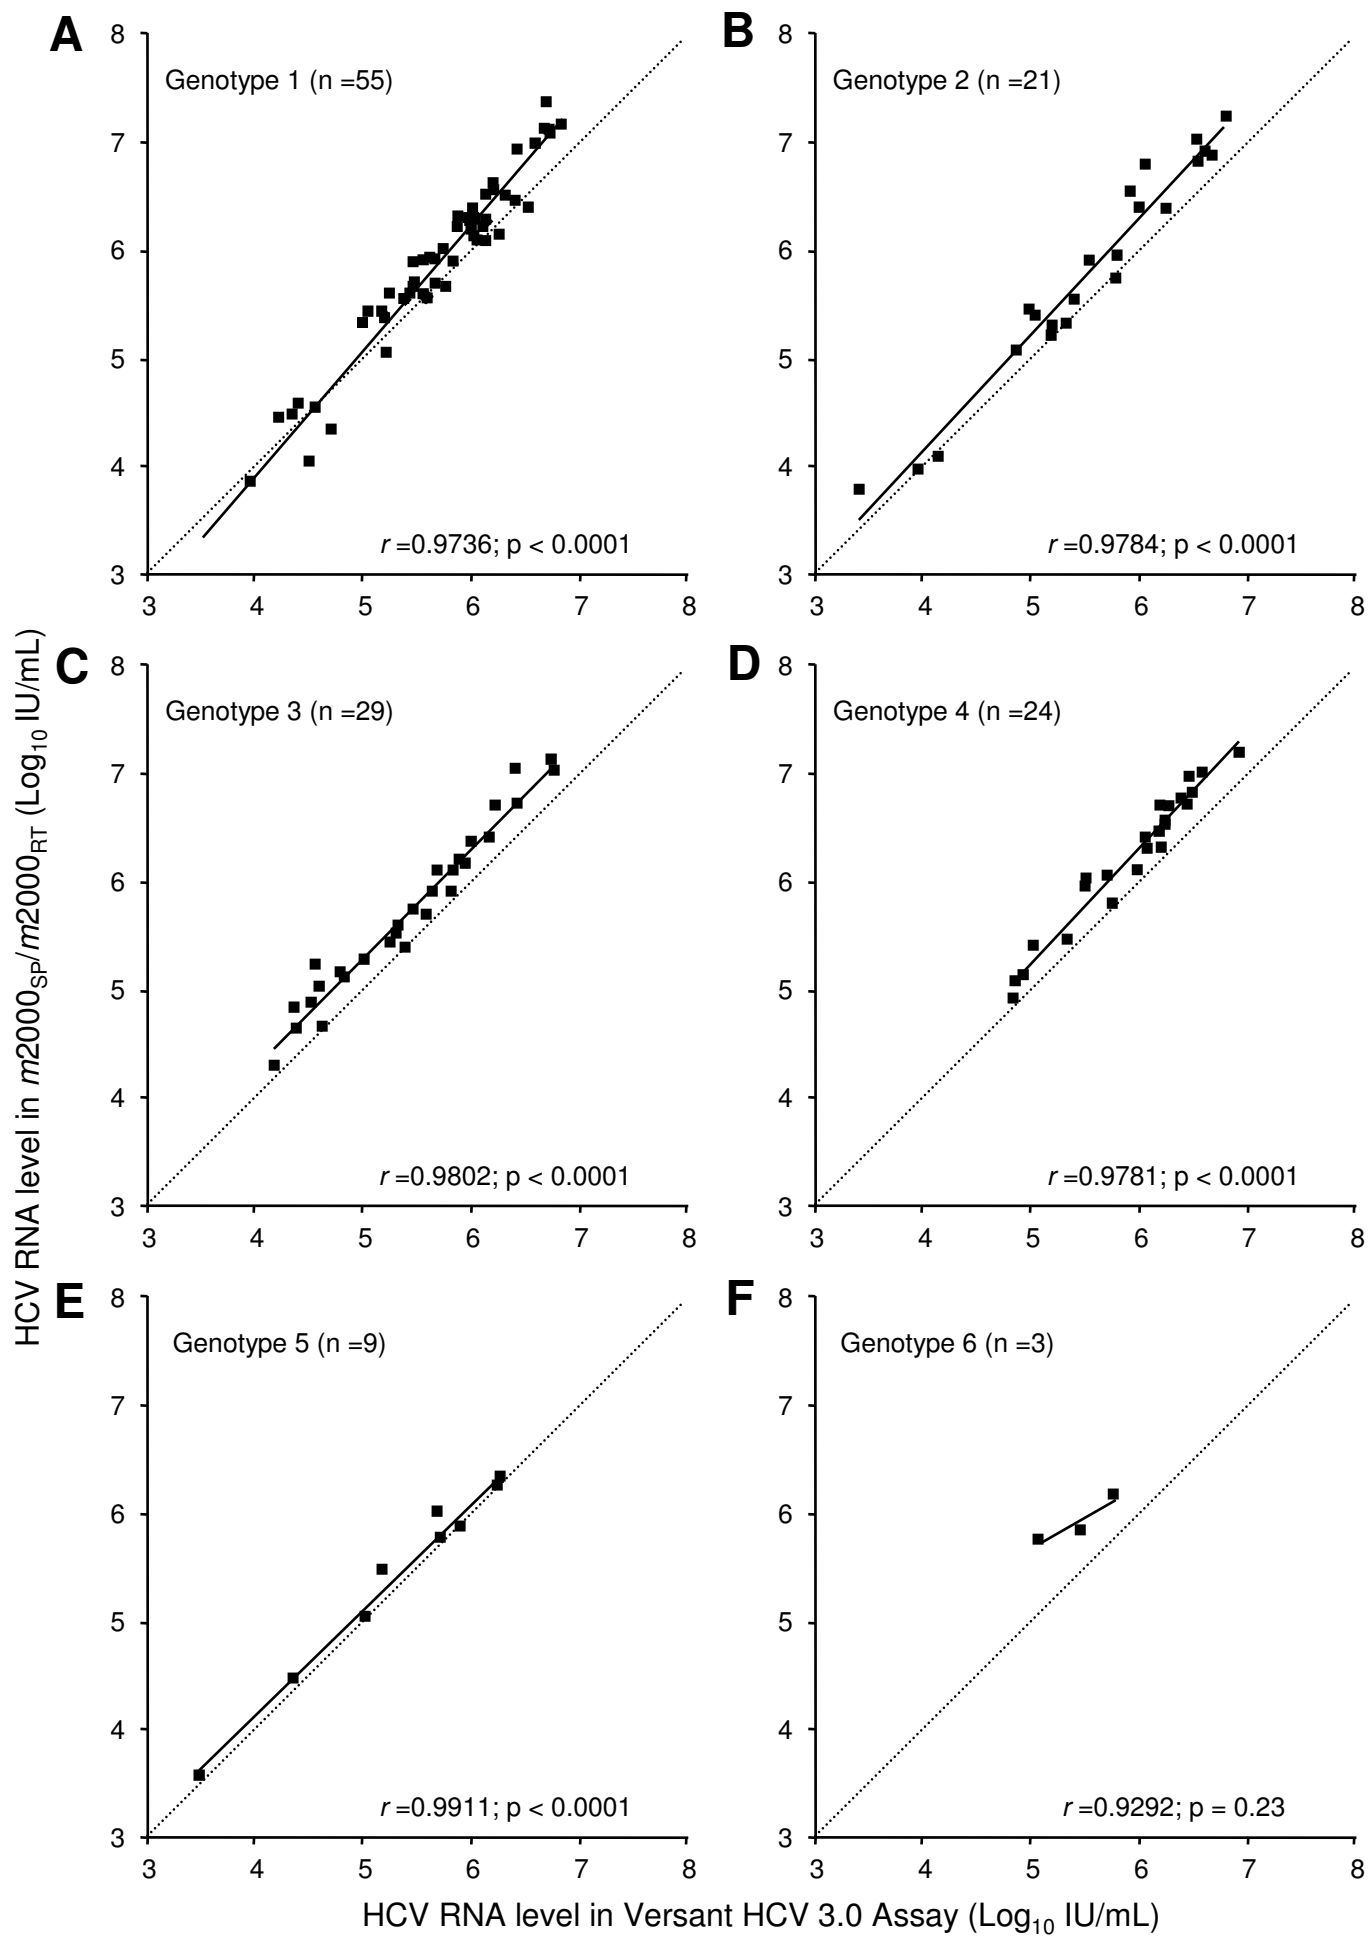 A
Genotype 1 (n =55)
8
7
6
5
4
3
3 4 5 6 7 8
r =0.9736; p < 0.0001
B
Genotype 2 (n =21)
8
7
6
5
4
3
3 4 5 6 7 8
r =0.9784; p < 0.0001
C
Genotype 3 (n =29)
8
7
6
5
4
3
3 4 5 6 7 8
r =0.9802; p < 0.0001
D
Genotype 4 (n =24)
8
7
6
5
4
3
3 4 5 6 7 8
r =0.9781; p < 0.0001
E
Genotype 5 (n =9)
8
7
6
5
4
3
3 4 5 6 7 8
r =0.9911; p < 0.0001
F
Genotype 6 (n =3)
8
7
6
5
4
3
3 4 5 6 7 8
r =0.9292; p = 0.23
HCV RNA level in m2000SP/m2000RT (Log10 IU/mL)
HCV RNA level in Versant HCV 3.0 Assay (Log10 IU/mL)